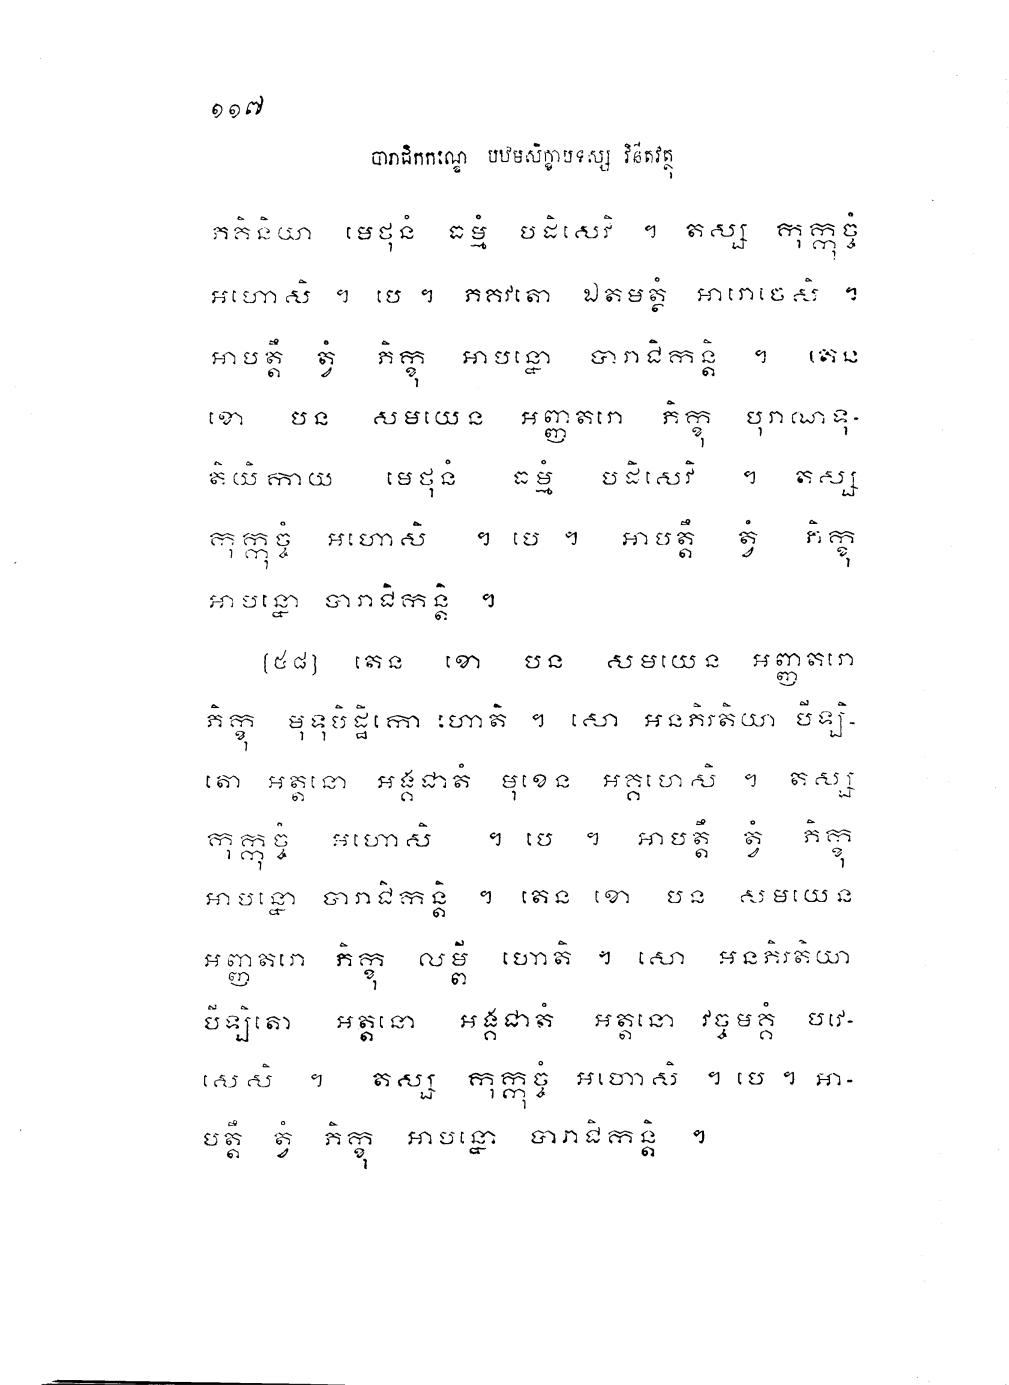 ១១៧
បារាជិកកណ្ឌេ បឋមសិក្ខាបទស្ស វិនីតវត្ថុ
ភគិនិយា មេថុនំ ធម្មំ បដិសេវិ ។ តស្ស កុក្កុច្ចំ
អហោសិ ។ បេ ។ ភគវតោ ឯតមត្ថំ អារោចេសិ ។
អាបត្តឹ ត្វំ ភិក្ខុ អាបន្នោ បារាជិកន្តិ ។ តេន
ខោ បន សមយេន អញ្ញតរោ ភិក្ខុ បុរាណទុ-
តិយិកាយ មេថុនំ ធម្មំ បដិសេវិ ។ តស្ស
កុក្កុច្ចំ អហោសិ ។ បេ ។ អាបត្តឹ ត្វំ ភិក្ខុ
អាបន្នោ បារាជិកន្តិ ។
[៥៨] តេន ខោ បន សមយេន អញ្ញតរោ
ភិក្ខុ មុទុបិដ្ឋិកោ ហោតិ ។ សោ អនភិរតិយា បីឡិ-
តោ អត្តនោ អង្គជាតំ មុខេន អគ្គហេសិ ។ តស្ស
កុក្កុច្ចំ អហោសិ ។ បេ ។ អាបត្តឹ ត្វំ ភិក្ខុ
អាបន្នោ បារាជិកន្តិ ។ តេន ខោ បន សមយេន
អញ្ញតរោ ភិក្ខុ លម្ពី ហោតិ ។ សោ អនភិរតិយា
បីឡិតោ អត្តនោ អង្គជាតំ អត្តនោ វច្ចមគ្គំ បវេ-
សេសិ ។ តស្ស កុក្កុច្ចំ អហោសិ ។ បេ ។ អា-
បត្តឹ ត្វំ ភិក្ខុ អាបន្នោ បារាជិកន្តិ ។